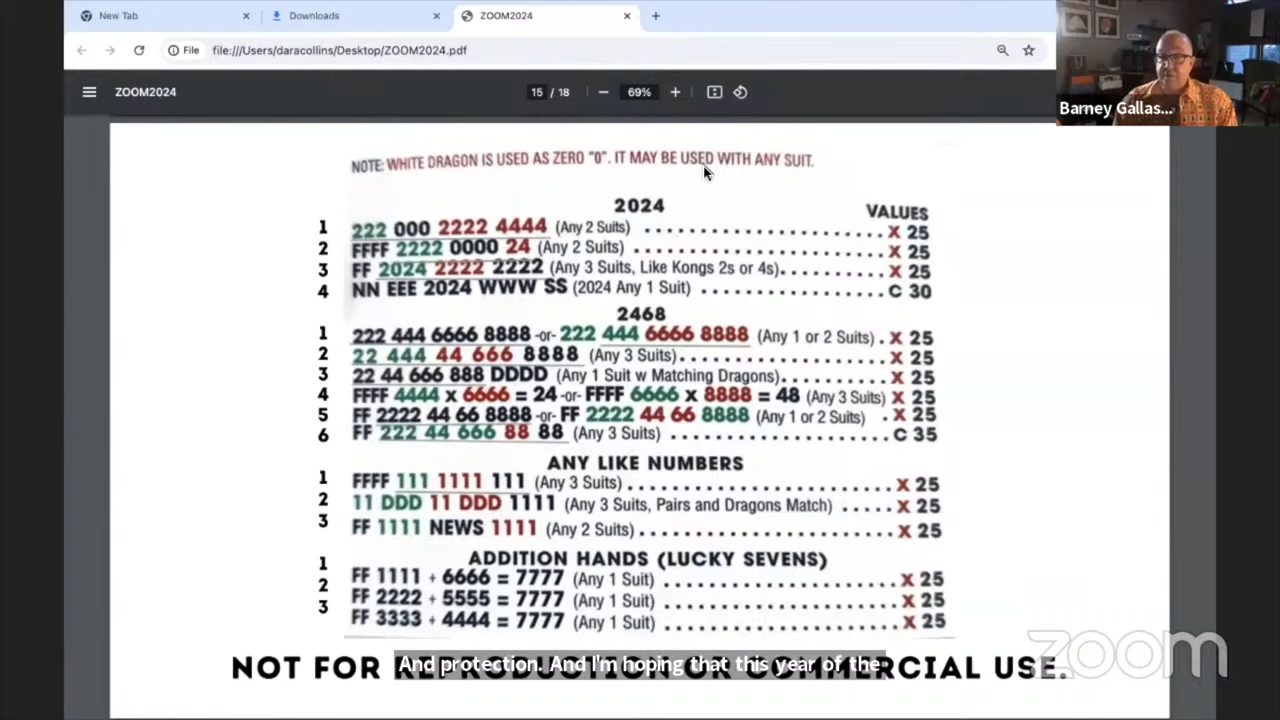 New Tab
Downloads
ZOOM2024
File file:///Users/daracollins/Desktop/ZOOM2024.pdf
ZOOM2024
15 / 18
69%
Barney Gallas...
NOTE: WHITE DRAGON IS USED AS ZERO "0". IT MAY BE USED WITH ANY SUIT.
2024
VALUES
1 222 000 2222 4444 (Any 2 Suits) X 25
2 FFFF 2222 0000 24 (Any 2 Suits) X 25
3 FF 2024 2222 2222 (Any 3 Suits, Like Kongs 2s or 4s). X 25
4 NN EEE 2024 WWW SS (2024 Any 1 Suit) C 30
2468
1 222 444 6666 8888 -or- 222 444 6666 8888 (Any 1 or 2 Suits) . X 25
2 22 444 44 666 8888 (Any 3 Suits) X 25
3 22 44 666 888 DDDD (Any 1 Suit w Matching Dragons) X 25
4 FFFF 4444 x 6666 = 24 -or- FFFF 6666 x 8888 = 48 (Any 3 Suits) X 25
5 FF 2222 44 66 8888 -or- FF 2222 44 66 8888 (Any 1 or 2 Suits) . X 25
6 FF 222 44 666 88 88 (Any 3 Suits) C 35
ANY LIKE NUMBERS
1 FFFF 111 1111 111 (Any 3 Suits) X 25
2 11 DDD 11 DDD 1111 (Any 3 Suits, Pairs and Dragons Match) X 25
3 FF 1111 NEWS 1111 (Any 2 Suits) X 25
ADDITION HANDS (LUCKY SEVENS)
1 FF 1111 + 6666 = 7777 (Any 1 Suit) X 25
2 FF 2222 + 5555 = 7777 (Any 1 Suit) X 25
3 FF 3333 + 4444 = 7777 (Any 1 Suit) X 25
NOT FOR REPRODUCTION OR COMMERCIAL USE.
And protection. And I'm hoping that this year of the
zoom